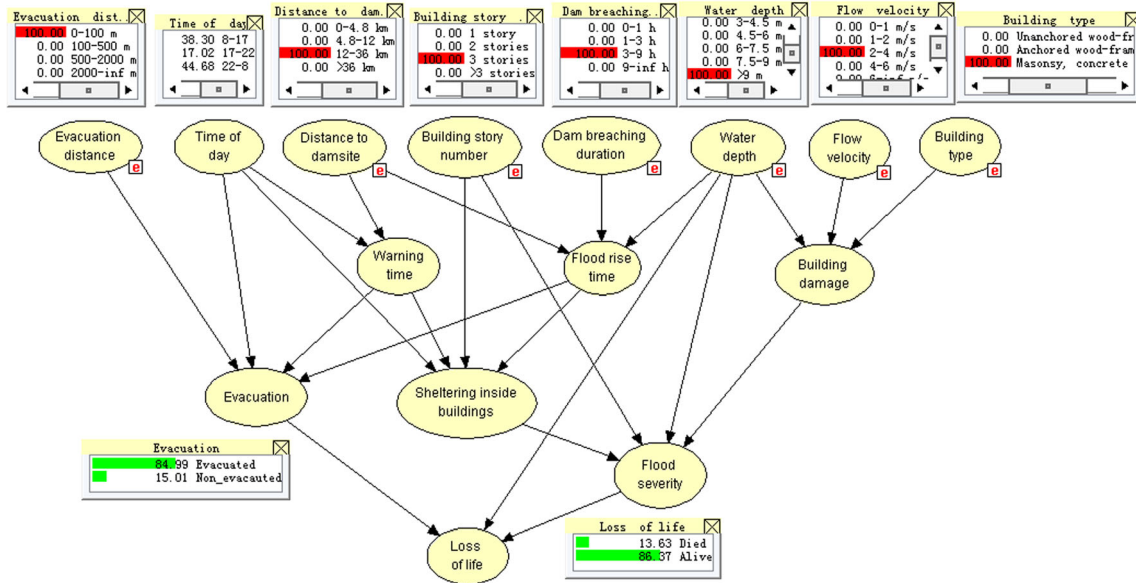 Evacuation dist.
100.00 0-100 m
0.00 100-500 m
0.00 500-2000 m
0.00 2000-inf m
Time of day
38.30 8-17
17.02 17-22
44.68 22-8
Distance to dam.
0.00 0-4.8 km
0.00 4.8-12 km
100.00 12-36 km
0.00 >36 km
Building story
0.00 1 story
0.00 2 stories
100.00 3 stories
0.00 >3 stories
Dam breaching.
0.00 0-1 h
0.00 1-3 h
100.00 3-9 h
0.00 9-inf h
Water depth
0.00 3-4.5 m
0.00 4.5-6 m
0.00 6-7.5 m
0.00 7.5-9 m
100.00 >9 m
Flow velocity
0.00 0-1 m/s
0.00 1-2 m/s
100.00 2-4 m/s
0.00 4-6 m/s
Building type
0.00 Unanchored wood-fr
0.00 Anchored wood-fram
100.00 Masonsy, concrete
Evacuation
distance
e
Time of
day
Distance to
damsite
e
Building story
number
e
Dam breaching
duration
e
Water
depth
e
Flow
velocity
e
Building
type
e
Warning
time
Flood rise
time
Building
damage
Evacuation
Sheltering inside
buildings
Evacuation
84.99 Evacuated
15.01 Non_evacauted
Flood
severity
Loss
of life
Loss of life
13.63 Died
86.37 Alive